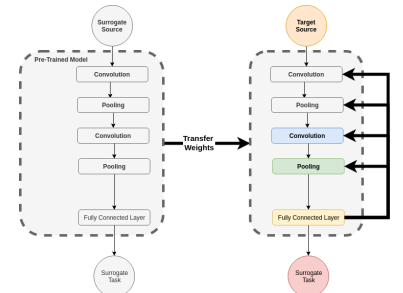 Surrogate
Source
Pre-Trained Model
Convolution
Pooling
Convolution
Pooling
Fully Connected Layer
Surrogate
Task
Transfer
Weights
Target
Source
Convolution
Pooling
Convolution
Pooling
Fully Connected Layer
Surrogate
Task